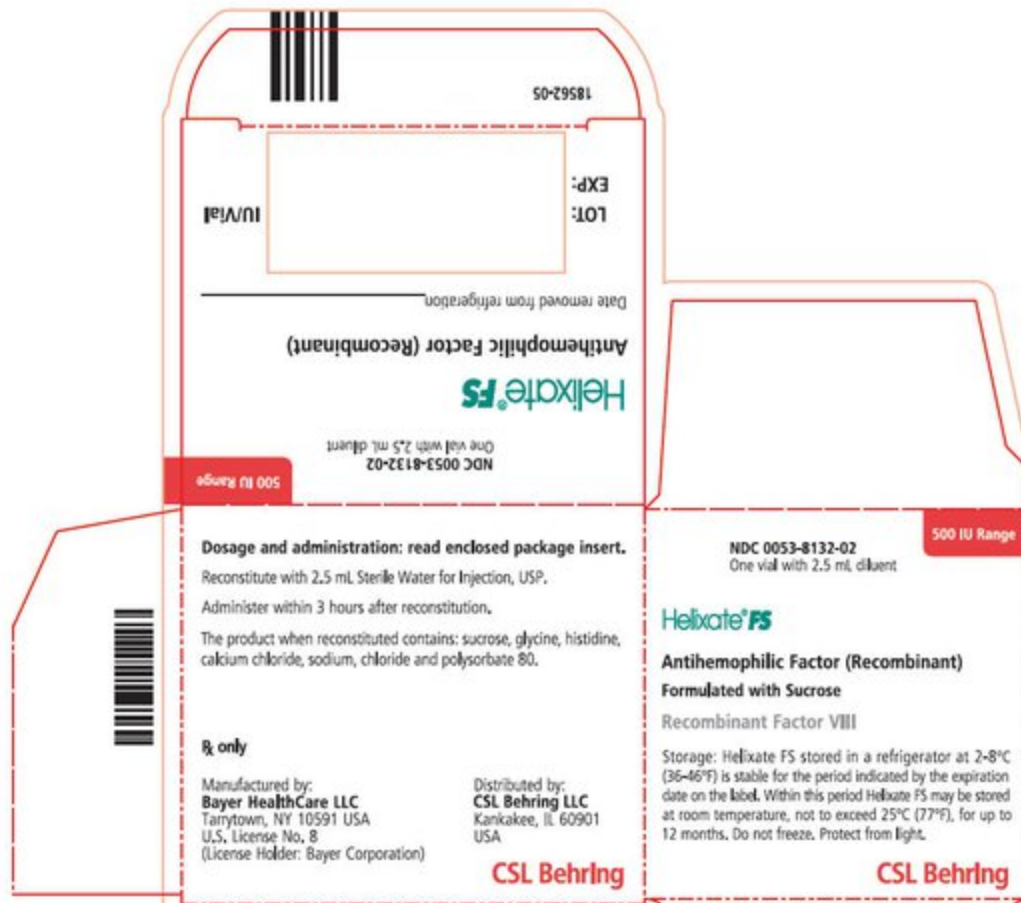 18562-05
LOT:
EXP:
IU/Vial
Date removed from refrigeration
Antihemophilic Factor (Recombinant)
Helixate® FS
NDC 0053-8132-02
One vial with 2.5 mL diluent
500 IU Range
Dosage and administration: read enclosed package insert.
Reconstitute with 2.5 mL Sterile Water for Injection, USP.
Administer within 3 hours after reconstitution.
The product when reconstituted contains: sucrose, glycine, histidine,
calcium chloride, sodium, chloride and polysorbate 80.
℞ only
Manufactured by:
Bayer HealthCare LLC
Tarrytown, NY 10591 USA
U.S. License No. 8
(License Holder: Bayer Corporation)
Distributed by:
CSL Behring LLC
Kankakee, IL 60901
USA
CSL Behring
500 IU Range
NDC 0053-8132-02
One vial with 2.5 mL diluent
Helixate® FS
Antihemophilic Factor (Recombinant)
Formulated with Sucrose
Recombinant Factor VIII
Storage: Helixate FS stored in a refrigerator at 2-8°C
(36-46°F) is stable for the period indicated by the expiration
date on the label. Within this period Helixate FS may be stored
at room temperature, not to exceed 25°C (77°F), for up to
12 months. Do not freeze. Protect from light.
CSL Behring